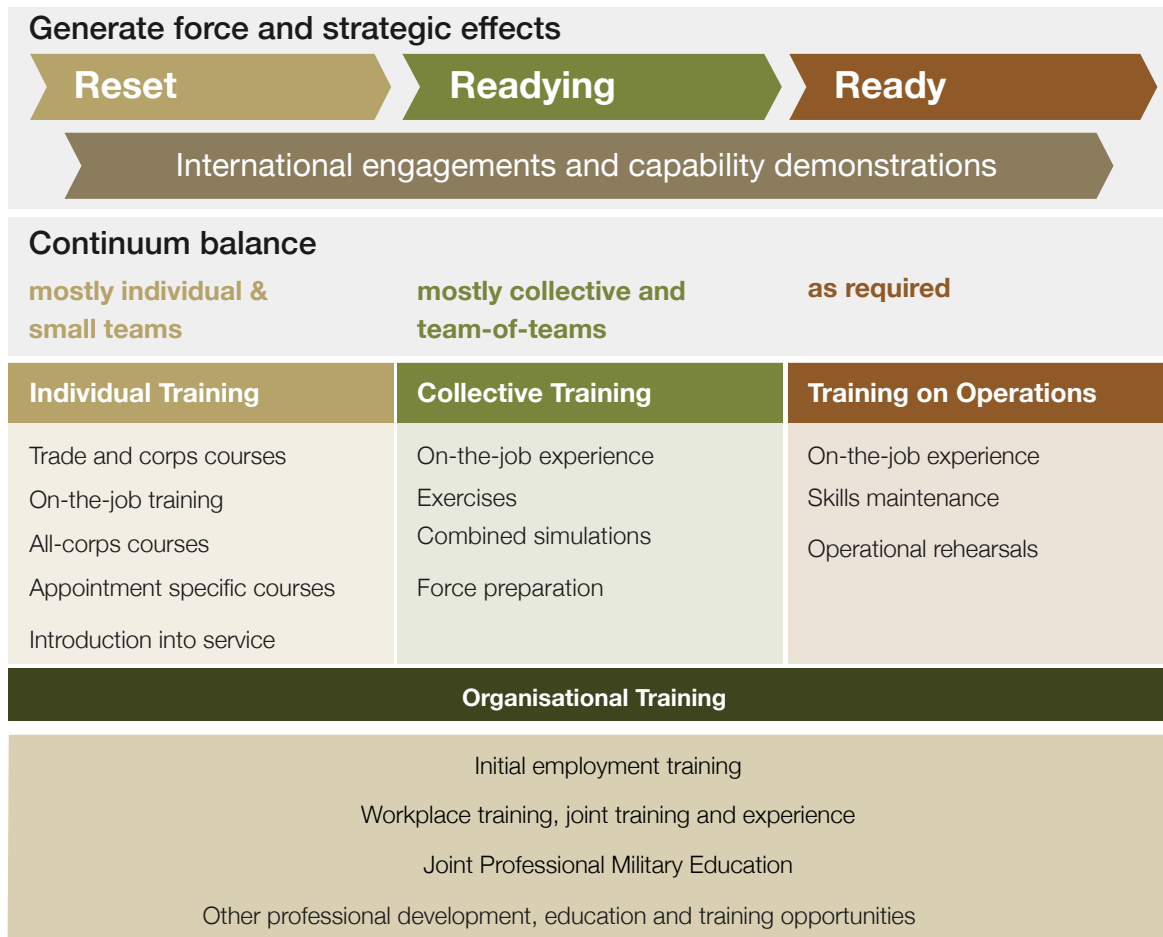 Generate force and strategic effects
Reset
Readying
Ready
International engagements and capability demonstrations
Continuum balance
mostly individual &
small teams
mostly collective and
team-of-teams
as required
Individual Training
Trade and corps courses
On-the-job training
All-corps courses
Appointment specific courses
Introduction into service
Collective Training
On-the-job experience
Exercises
Combined simulations
Force preparation
Training on Operations
On-the-job experience
Skills maintenance
Operational rehearsals
Organisational Training
Initial employment training
Workplace training, joint training and experience
Joint Professional Military Education
Other professional development, education and training opportunities